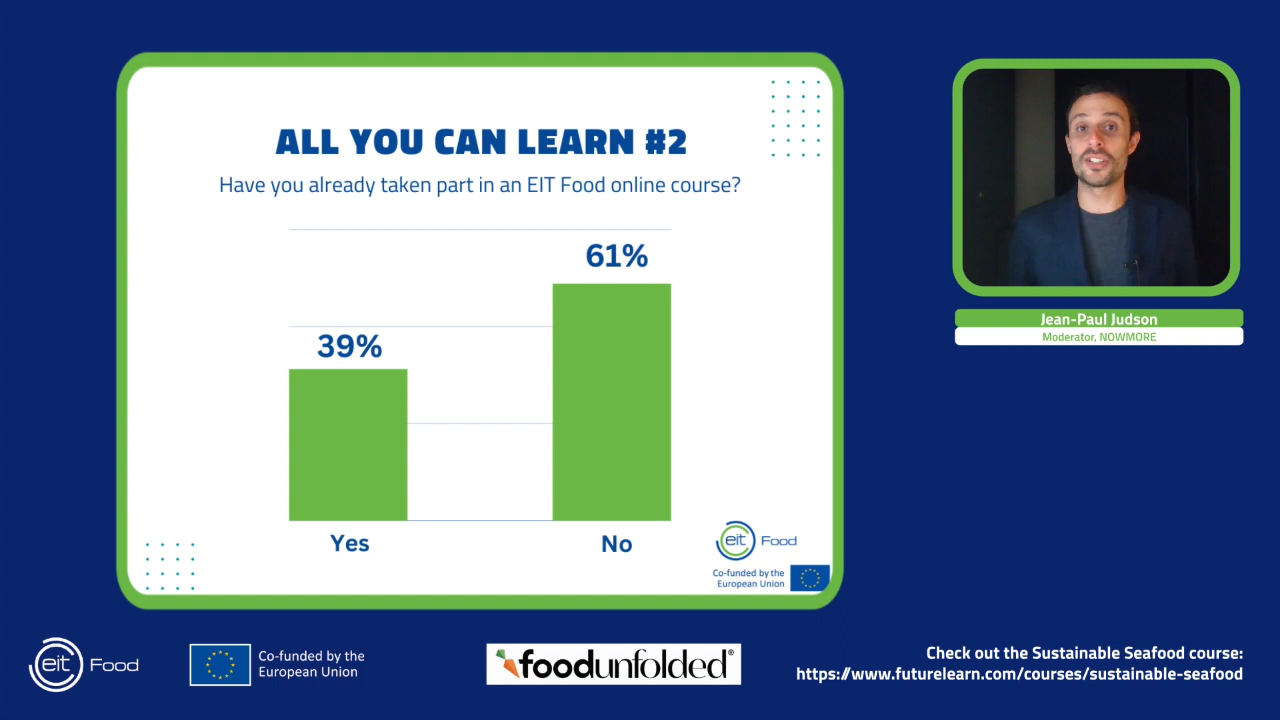 ALL YOU CAN LEARN #2
Have you already taken part in an EIT Food online course?
61%
39%
Yes
No
eit Food
Co-funded by the
European Union
Jean-Paul Judson
Moderator, NOWMORE
eit Food
Co-funded by the
European Union
foodunfolded®
Check out the Sustainable Seafood course:
https://www.futurelearn.com/courses/sustainable-seafood